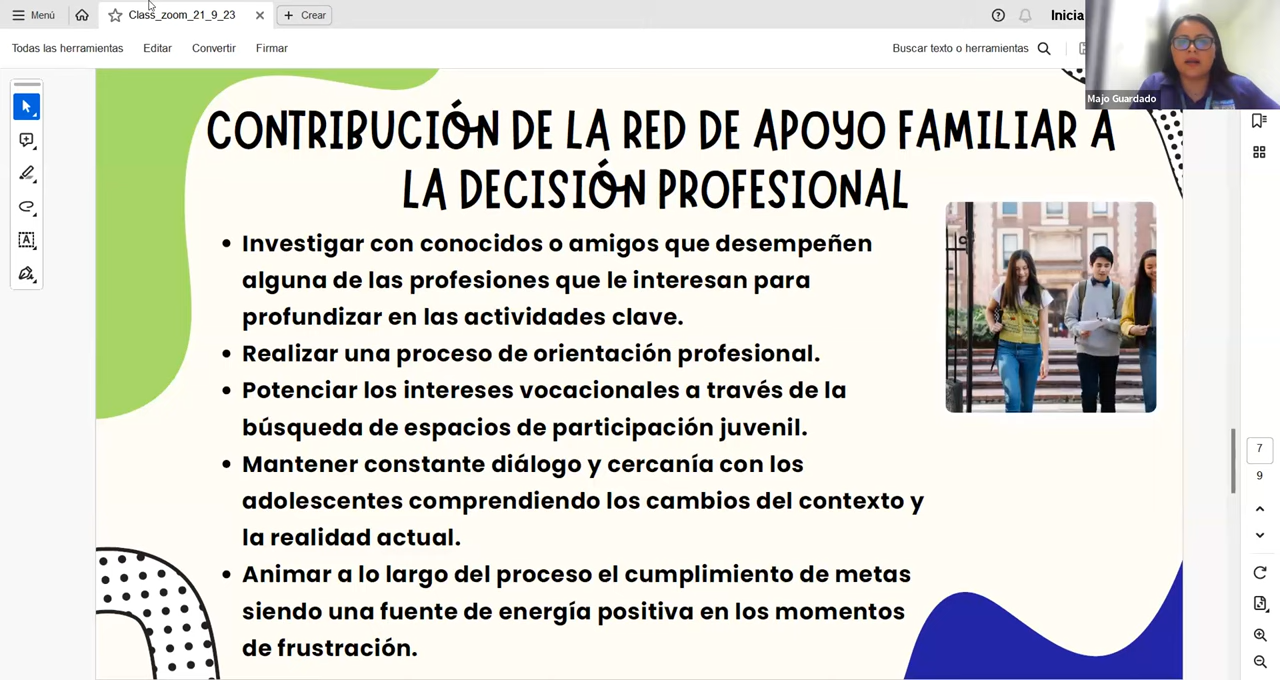 Menú
Class_zoom_21_9_23
Crear
Inicia
Todas las herramientas
Editar
Convertir
Firmar
Buscar texto o herramientas
Majo Guardado
CONTRIBUCIÓN DE LA RED DE APOYO FAMILIAR A
LA DECISIÓN PROFESIONAL
• Investigar con conocidos o amigos que desempeñen
alguna de las profesiones que le interesan para
profundizar en las actividades clave.
• Realizar una proceso de orientación profesional.
• Potenciar los intereses vocacionales a través de la
búsqueda de espacios de participación juvenil.
• Mantener constante diálogo y cercanía con los
adolescentes comprendiendo los cambios del contexto y
la realidad actual.
• Animar a lo largo del proceso el cumplimiento de metas
siendo una fuente de energía positiva en los momentos
de frustración.
7
9